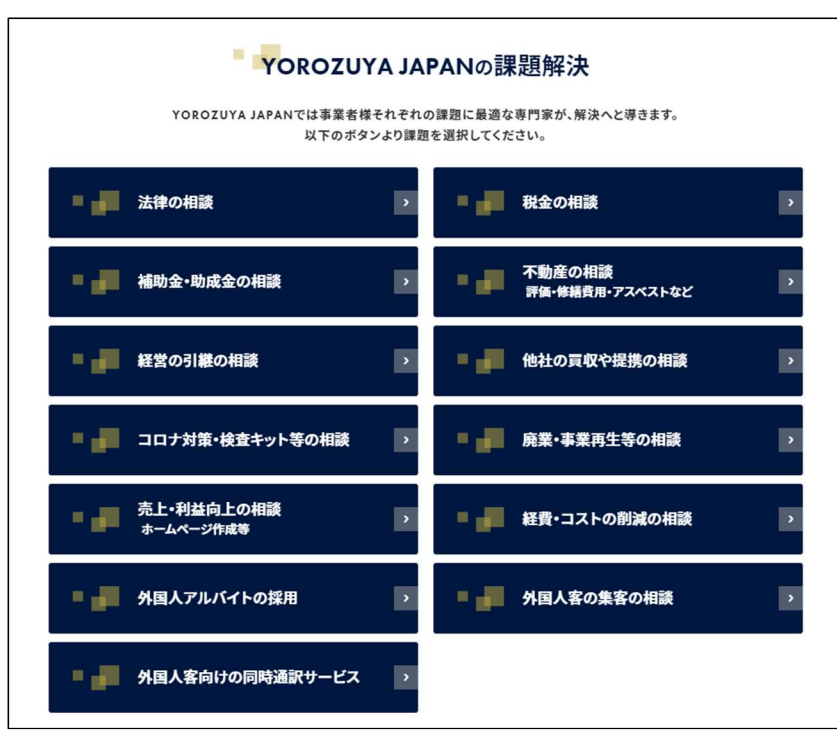 YOROZUYA JAPANの課題解決
YOROZUYA JAPANでは事業者様それぞれの課題に最適な専門家が、解決へと導きます。
以下のボタンより課題を選択してください。
法律の相談
税金の相談
補助金・助成金の相談
不動産の相談
評価・修繕費用・アスベストなど
経営の引継の相談
他社の買収や提携の相談
コロナ対策・検査キット等の相談
廃業・事業再生等の相談
売上・利益向上の相談
ホームページ作成等
経費・コストの削減の相談
外国人アルバイトの採用
外国人客の集客の相談
外国人客向けの同時通訳サービス